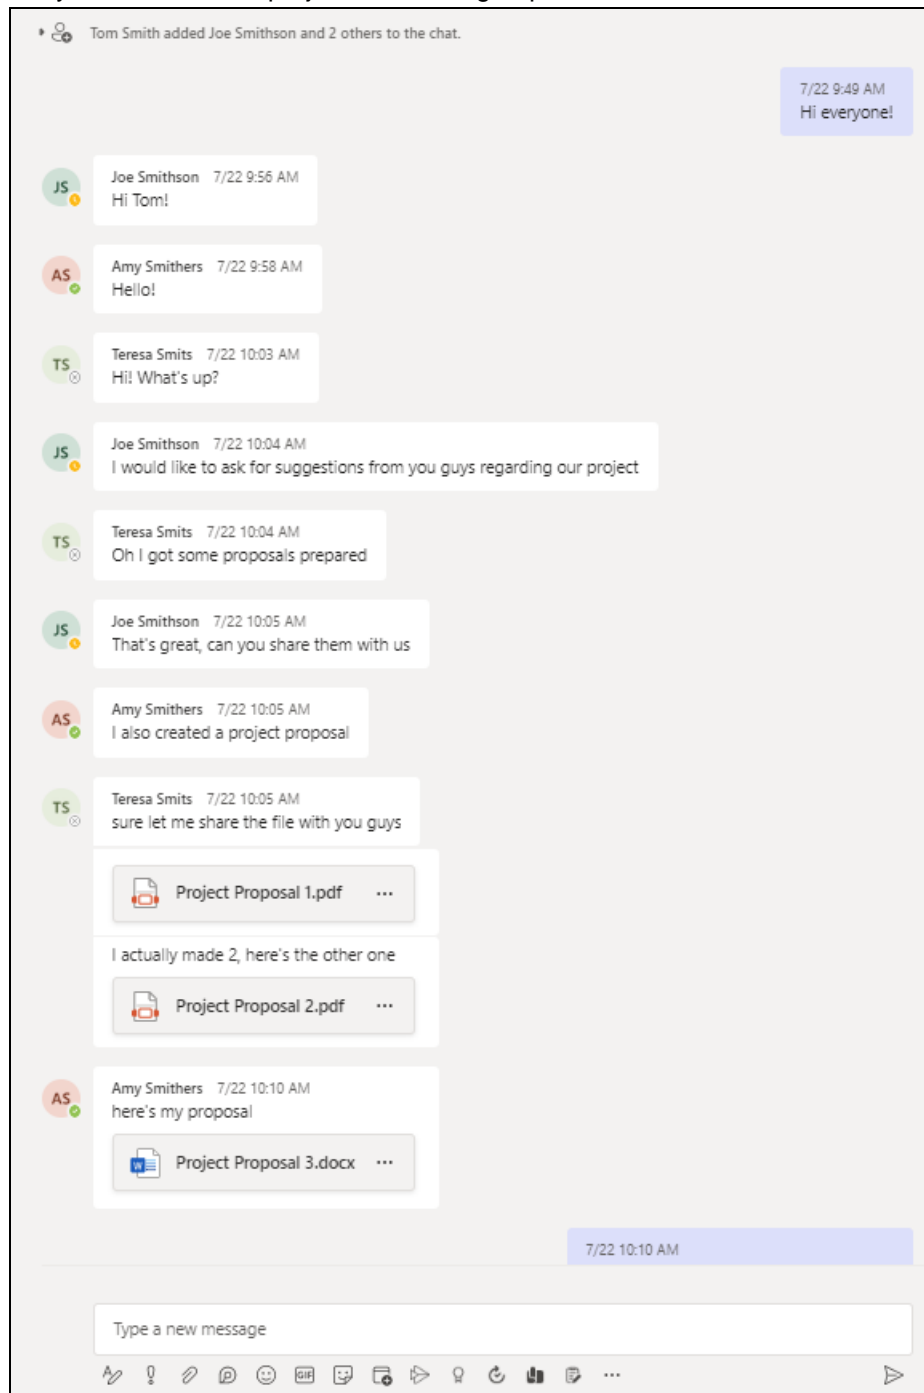 Tom Smith added Joe Smithson and 2 others to the chat.
7/22 9:49 AM
Hi everyone!
JS
Joe Smithson 7/22 9:56 AM
Hi Tom!
AS
Amy Smithers 7/22 9:58 AM
Hello!
TS
Teresa Smits 7/22 10:03 AM
Hi! What's up?
JS
Joe Smithson 7/22 10:04 AM
I would like to ask for suggestions from you guys regarding our project
TS
Teresa Smits 7/22 10:04 AM
Oh I got some proposals prepared
JS
Joe Smithson 7/22 10:05 AM
That's great, can you share them with us
AS
Amy Smithers 7/22 10:05 AM
I also created a project proposal
TS
Teresa Smits 7/22 10:05 AM
sure let me share the file with you guys
Project Proposal 1.pdf ...
I actually made 2, here's the other one
Project Proposal 2.pdf ...
AS
Amy Smithers 7/22 10:10 AM
here's my proposal
Project Proposal 3.docx ...
7/22 10:10 AM
Type a new message
GIF